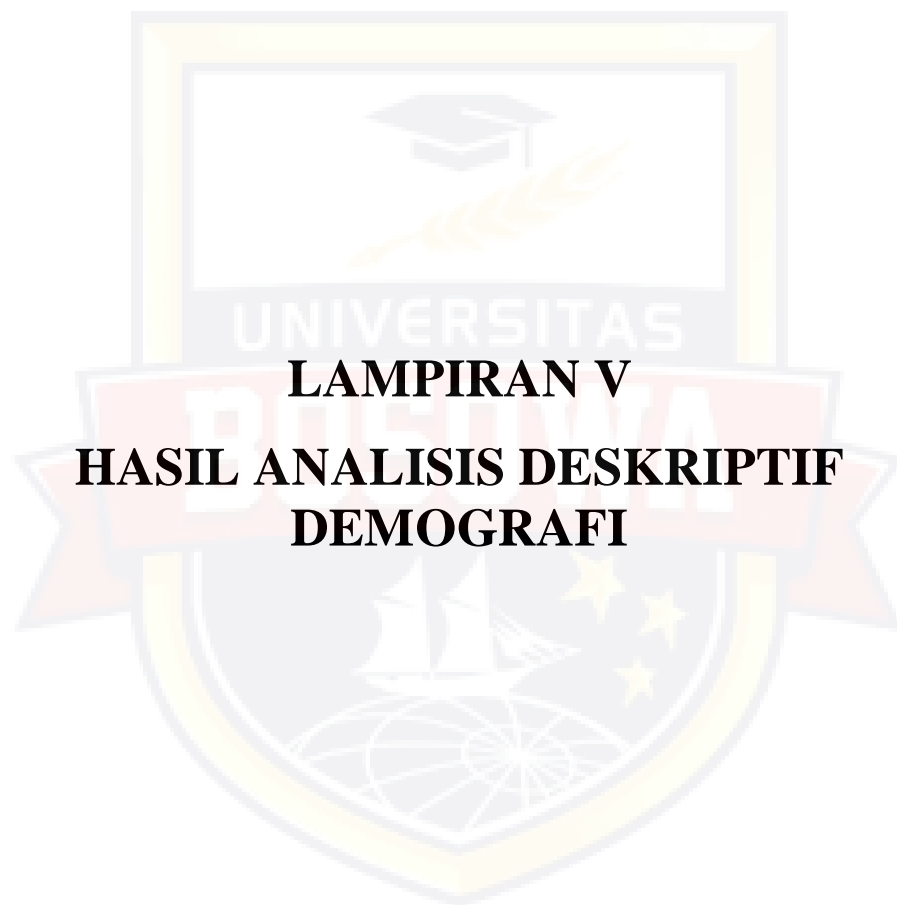 UNIVERSITAS
LAMPIRAN V
BOSOWA
HASIL ANALISIS DESKRIPTIF
DEMOGRAFI